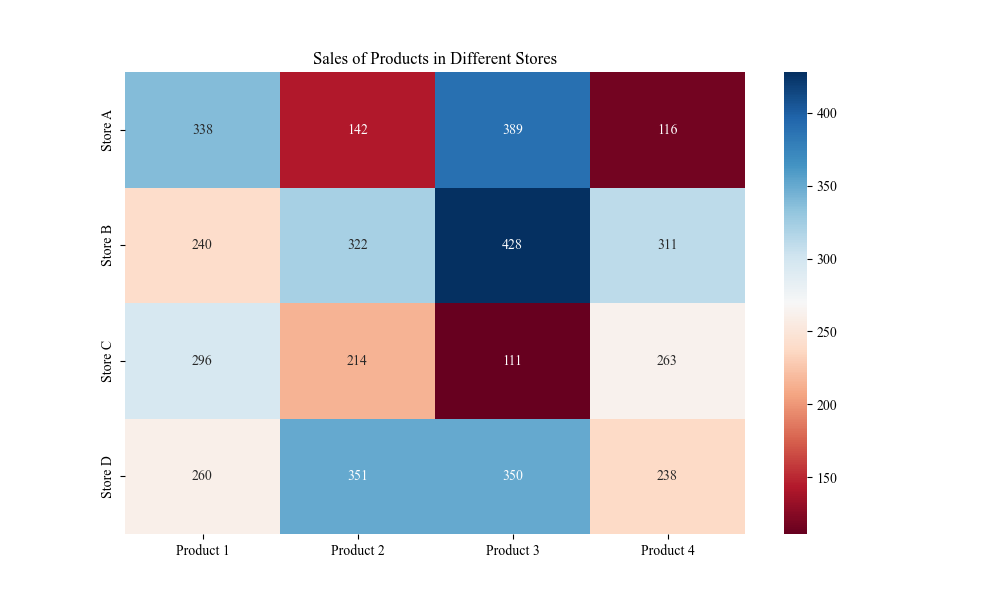 Sales of Products in Different Stores
Store A
338 142 389 116
Store B
240 322 428 311
Store C
296 214 111 263
Store D
260 351 350 238
Product 1 Product 2 Product 3 Product 4
400
350
300
250
200
150